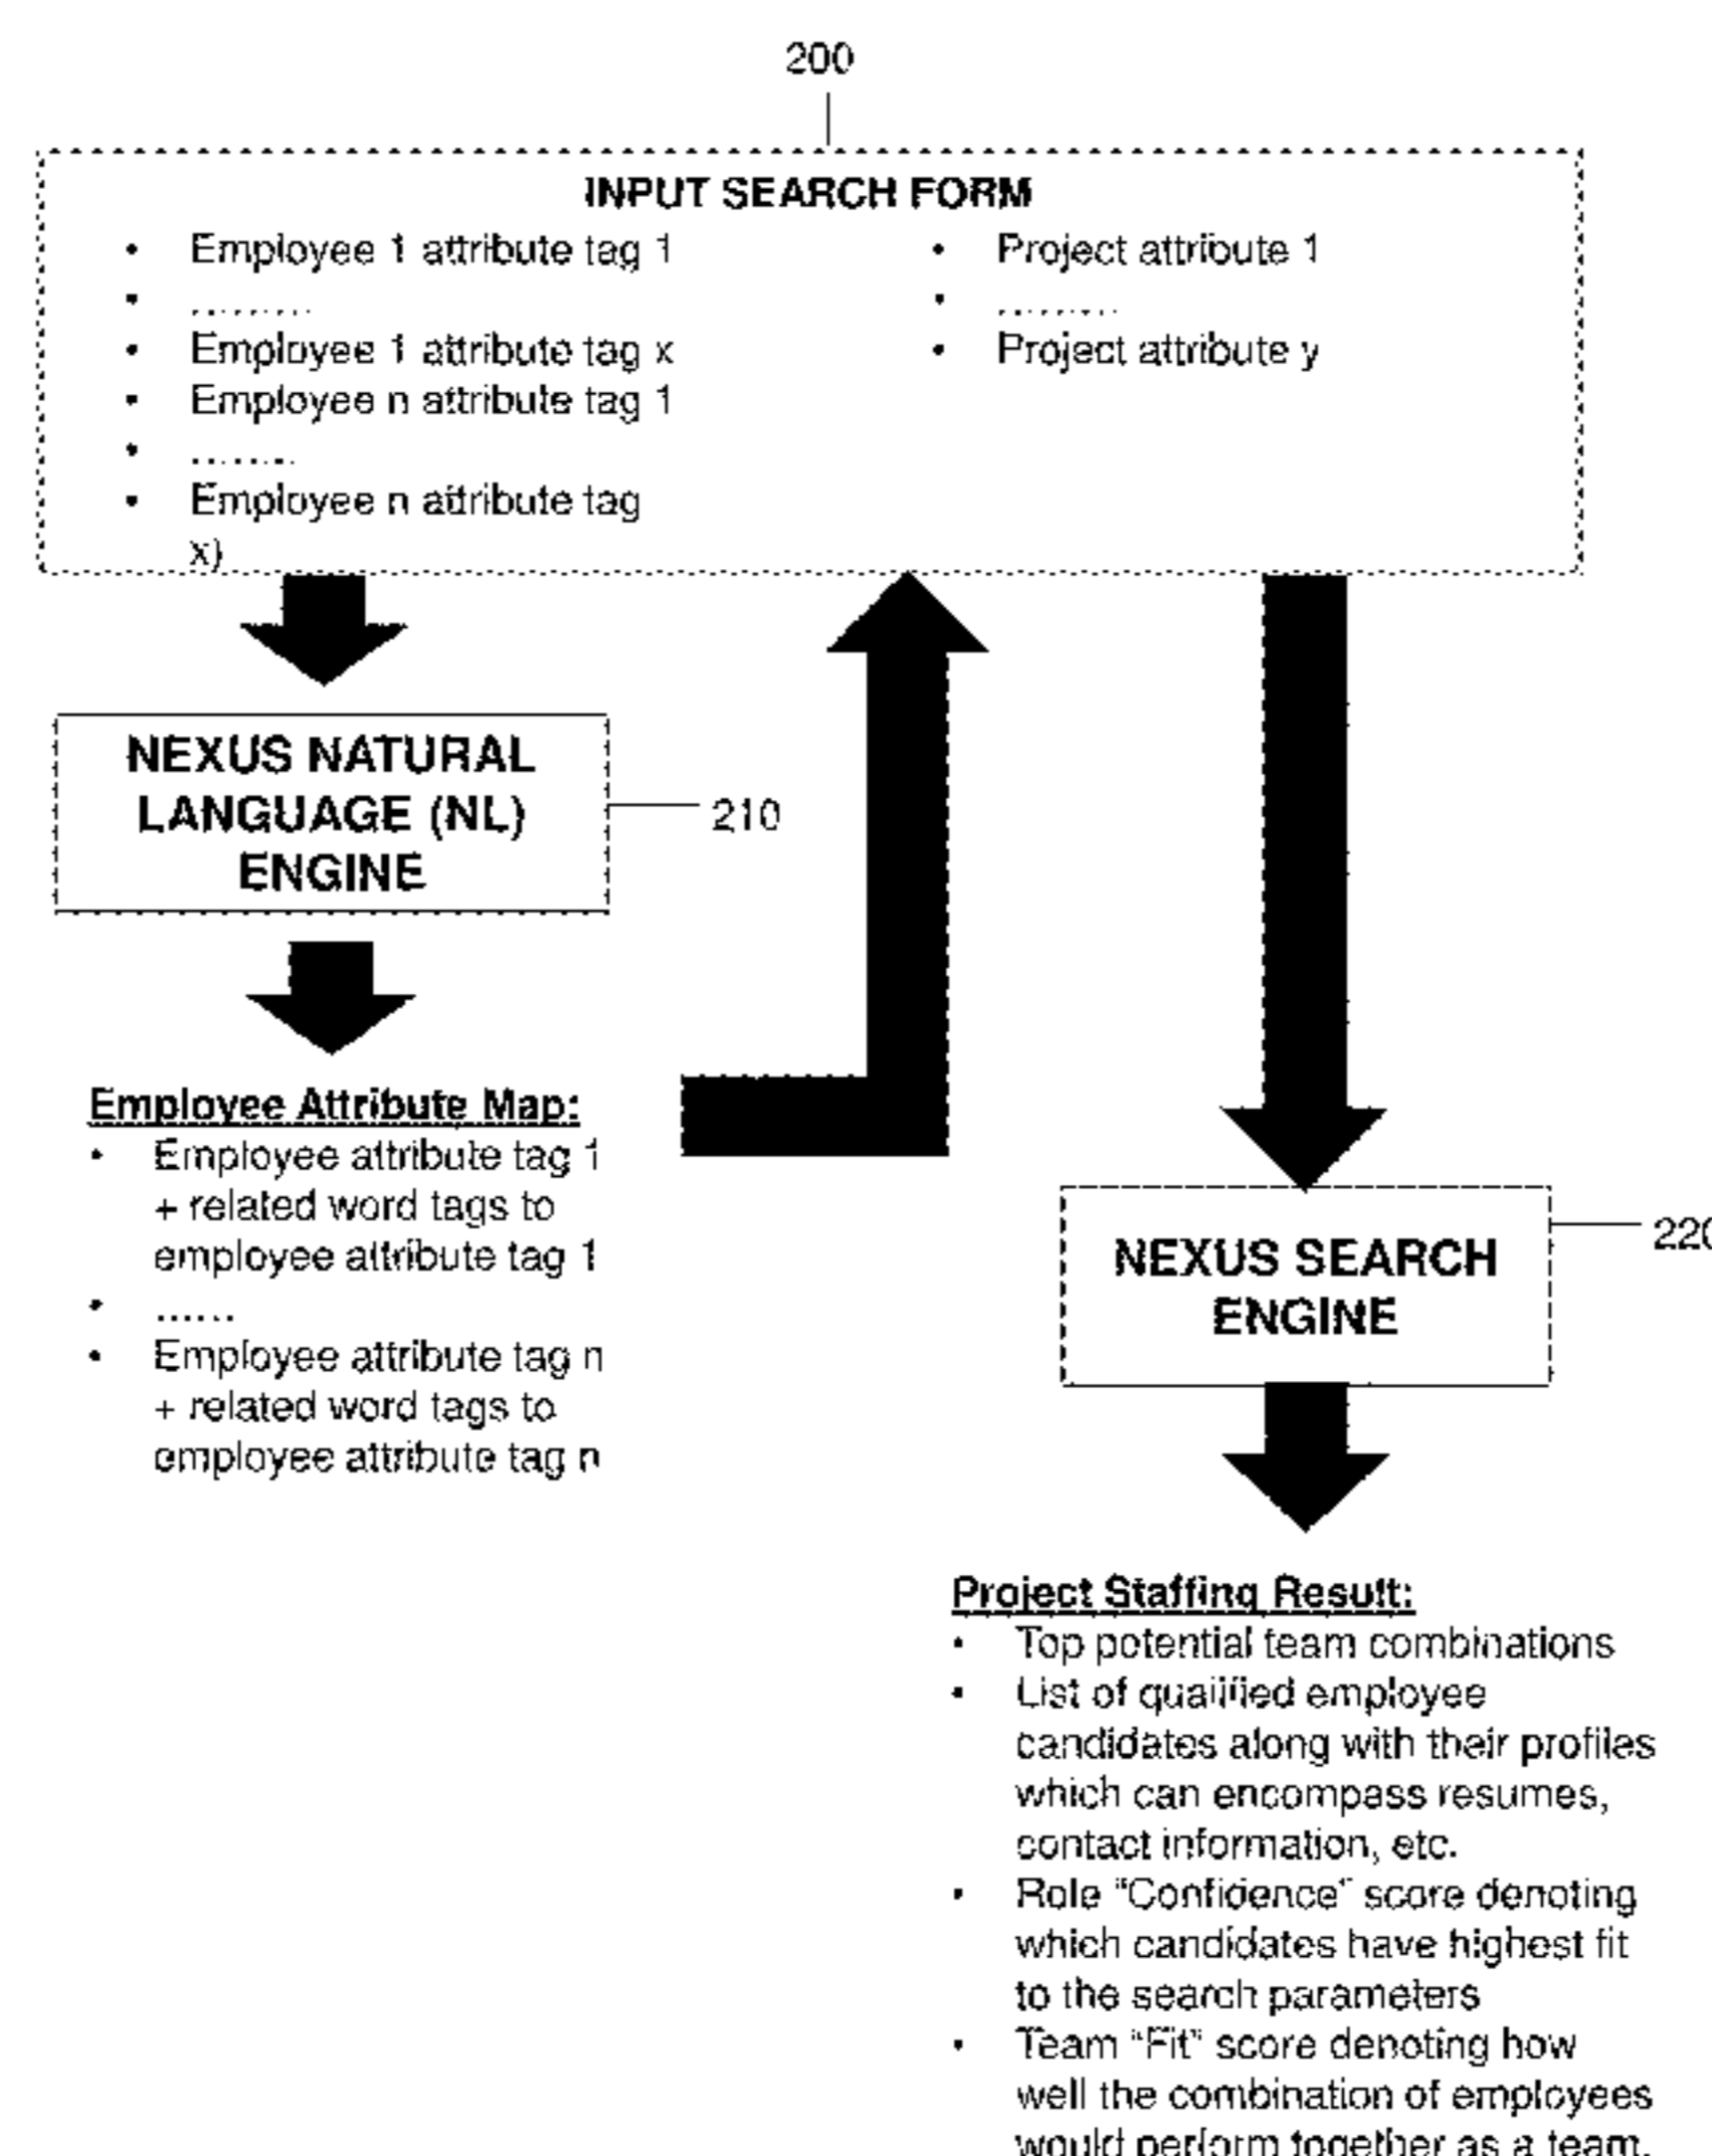 200
INPUT SEARCH FORM
• Employee 1 attribute tag 1
• ........
• Employee 1 attribute tag x
• Employee n attribute tag 1
• .......
• Employee n attribute tag
x)
• Project attribute 1
• ........
• Project attribute y
NEXUS NATURAL
LANGUAGE (NL)
ENGINE
210
Employee Attribute Map:
• Employee attribute tag 1
+ related word tags to
employee attribute tag 1
• ......
• Employee attribute tag n
+ related word tags to
employee attribute tag n
NEXUS SEARCH
ENGINE
220
Project Staffing Result:
• Top potential team combinations
• List of qualified employee
candidates along with their profiles
which can encompass resumes,
contact information, etc.
• Role "Confidence" score denoting
which candidates have highest fit
to the search parameters
• Team "Fit" score denoting how
well the combination of employees
would perform together as a team.